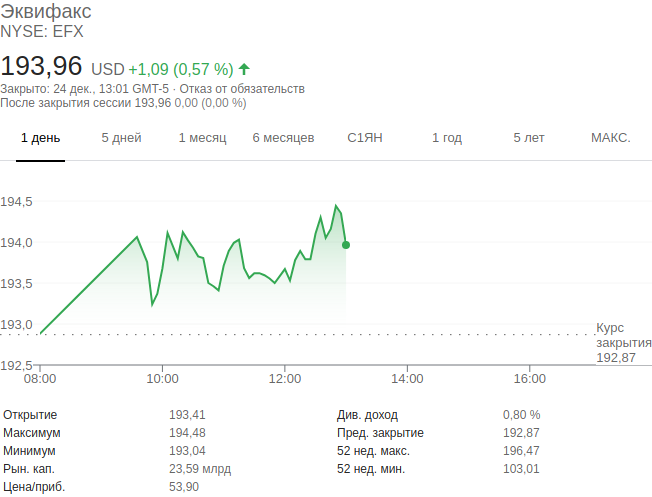 Эквифакс
NYSE: EFX
193,96 USD +1,09 (0,57 %)
Закрыто: 24 дек., 13:01 GMT-5 · Отказ от обязательств
После закрытия сессии 193,96 0,00 (0,00 %)
1 день 5 дней 1 месяц 6 месяцев С1ЯН 1 год 5 лет МАКС.
194,5
194,0
193,5
193,0
Курс
закрытия
192,87
192,5
08:00 10:00 12:00 14:00 16:00
Открытие 193,41 Див. доход 0,80 %
Максимум 194,48 Пред. закрытие 192,87
Минимум 193,04 52 нед. макс. 196,47
Рын. кап. 23,59 млрд 52 нед. мин. 103,01
Цена/приб. 53,90